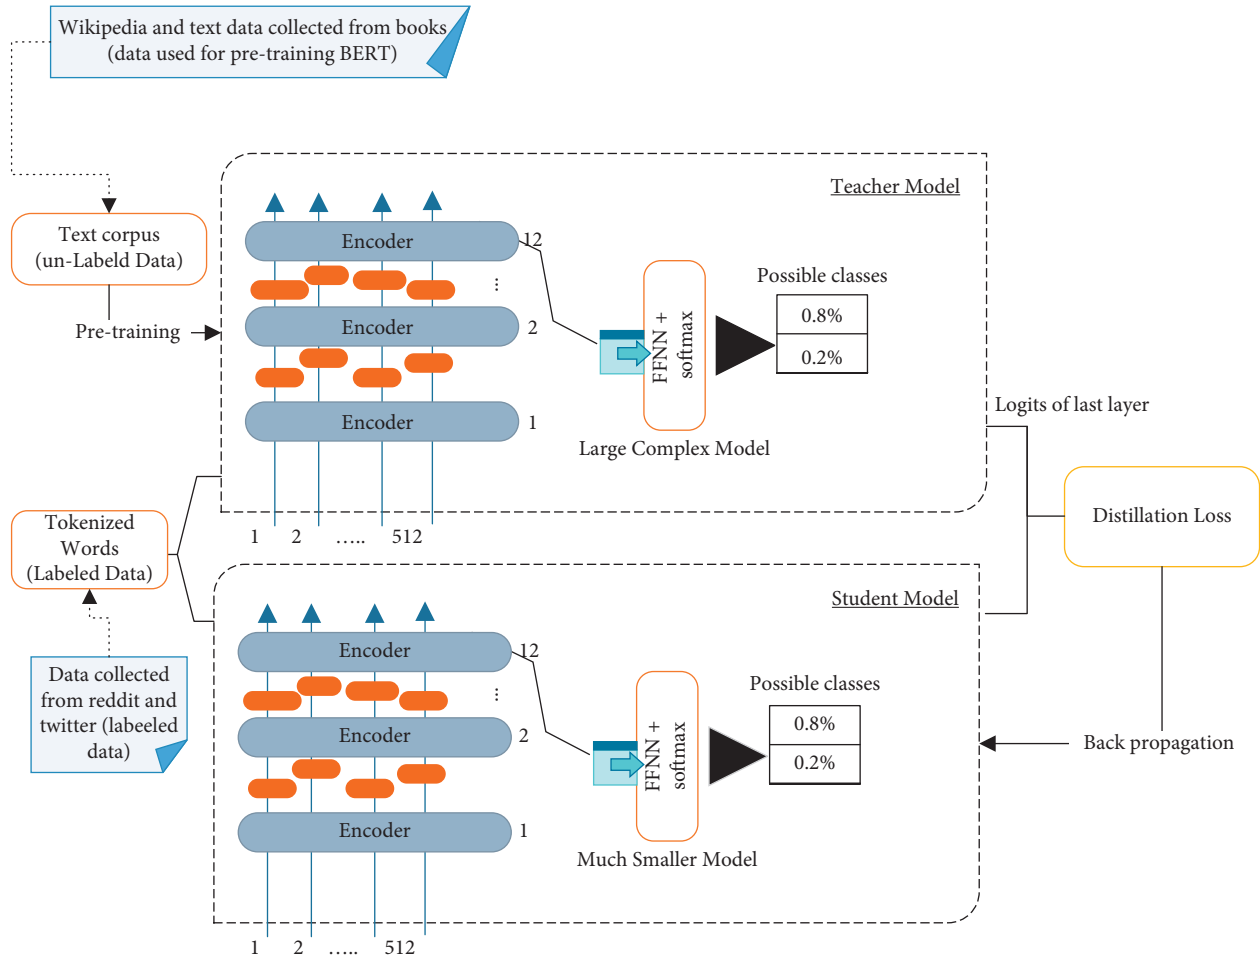 Wikipedia and text data collected from books
(data used for pre-training BERT)
Teacher Model
Text corpus
(un-Labeld Data)
Pre-training
Encoder
12
...
Encoder
2
Encoder
1
FFNN +
softmax
Possible classes
0.8%
0.2%
Large Complex Model
Logits of last layer
1 2 ..... 512
Tokenized
Words
(Labeled Data)
Distillation Loss
Student Model
Data collected
from reddit and
twitter (labeeled
data)
Encoder
12
...
Encoder
2
Encoder
1
FFNN +
softmax
Possible classes
0.8%
0.2%
Much Smaller Model
Back propagation
1 2 ..... 512